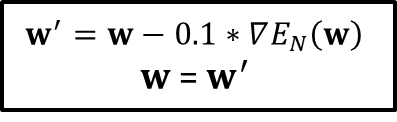 𝐰′ = 𝐰 − 0.1 ∗ ∇E_N(𝐰)
𝐰 = 𝐰′